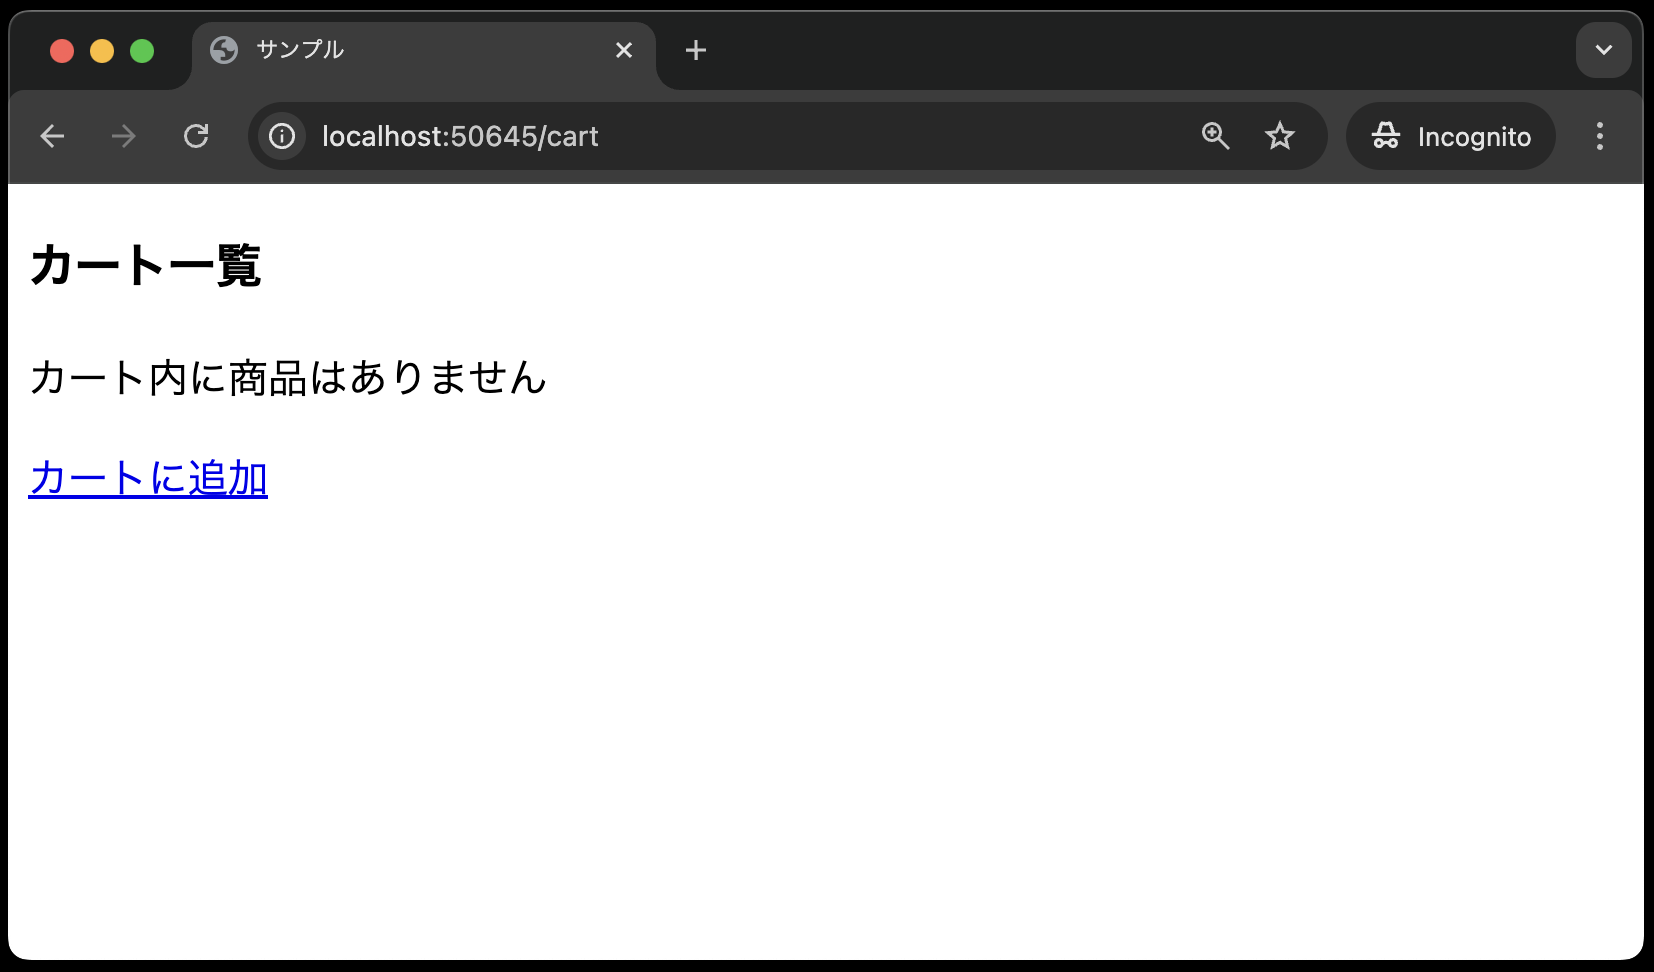 サンプル
localhost:50645/cart
Incognito
カート一覧
カート内に商品はありません
カートに追加